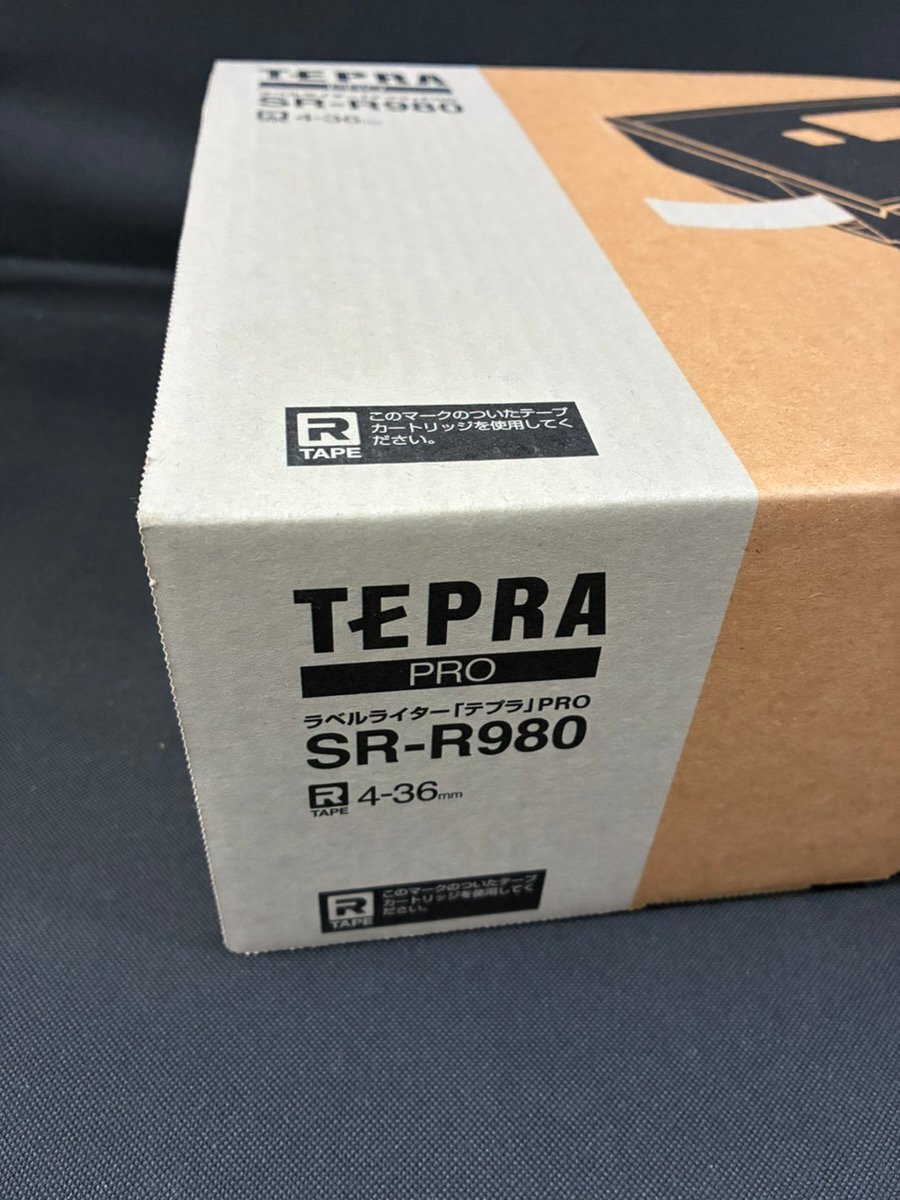 TEPRA
SR-R980
R 4-36mm
R
TAPE
このマークのついたテープ
カートリッジを使用してく
ださい。
TEPRA
PRO
ラベルライター「テプラ」PRO
SR-R980
R
TAPE
4-36mm
R
TAPE
このマークのついたテープ
カートリッジを使用してく
ださい。